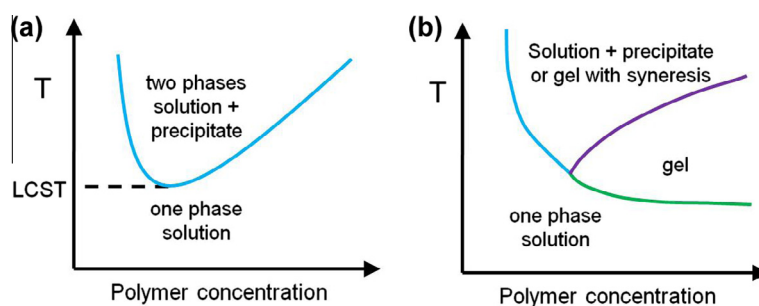 (a)
T
two phases
solution +
precipitate
LCST
one phase
solution
Polymer concentration
(b)
T
Solution + precipitate
or gel with syneresis
gel
one phase
solution
Polymer concentration